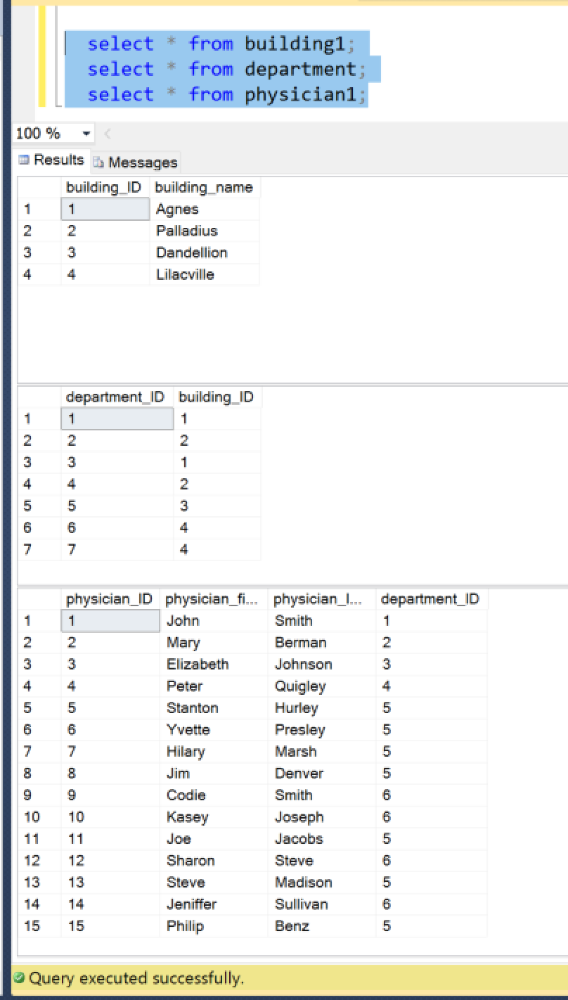 select * from building1;
select * from department;
select * from physician1;
100 %
Results Messages
building_ID building_name
1 1 Agnes
2 2 Palladius
3 3 Dandellion
4 4 Lilacville
department_ID building_ID
1 1 1
2 2 2
3 3 1
4 4 2
5 5 3
6 6 4
7 7 4
physician_ID physician_fi... physician_l... department_ID
1 1 John Smith 1
2 2 Mary Berman 2
3 3 Elizabeth Johnson 3
4 4 Peter Quigley 4
5 5 Stanton Hurley 5
6 6 Yvette Presley 5
7 7 Hilary Marsh 5
8 8 Jim Denver 5
9 9 Codie Smith 6
10 10 Kasey Joseph 6
11 11 Joe Jacobs 5
12 12 Sharon Steve 6
13 13 Steve Madison 5
14 14 Jeniffer Sullivan 6
15 15 Philip Benz 5
Query executed successfully.